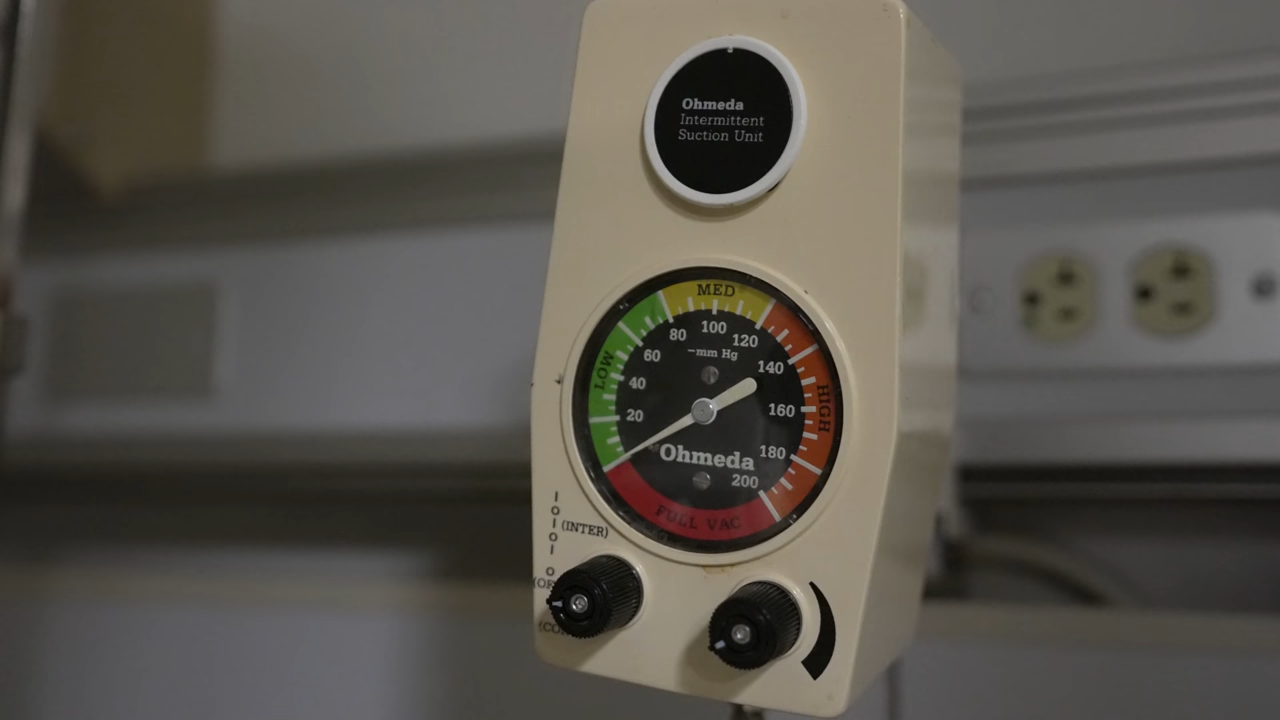 Ohmeda
Intermittent
Suction Unit
MED
LOW
HIGH
FULL VAC
20
40
60
80
100
120
140
160
180
200
-mm Hg
Ohmeda
I
O
I
O
I
O
(INTER)